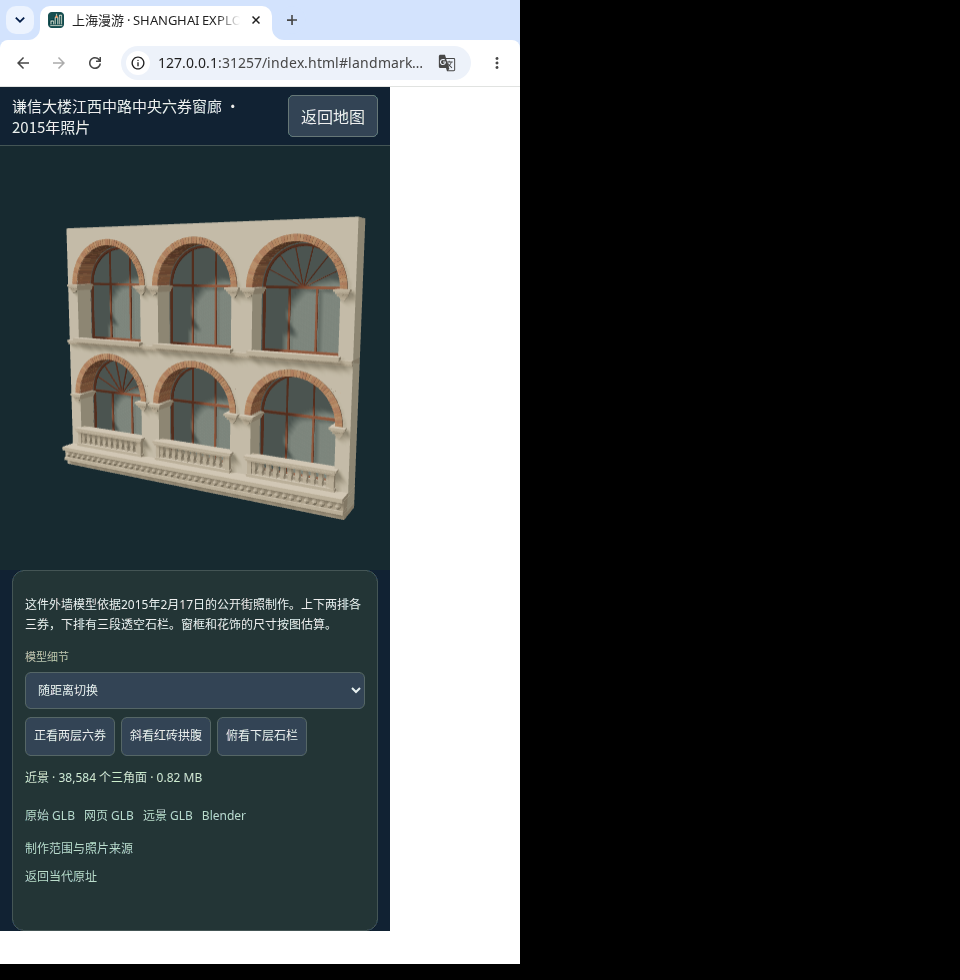 上海漫游 · SHANGHAI EXPLO
127.0.0.1:31257/index.html#landmark...
谦信大楼江西中路中央六券窗廊 ·
2015年照片
返回地图
这件外墙模型依据2015年2月17日的公开街照制作。上下两排各
三券，下排有三段透空石栏。窗框和花饰的尺寸按图估算。
模型细节
随距离切换
正看两层六券 斜看红砖拱腹 俯看下层石栏
近景 · 38,584 个三角面 · 0.82 MB
原始 GLB 网页 GLB 远景 GLB Blender
制作范围与照片来源
返回当代原址